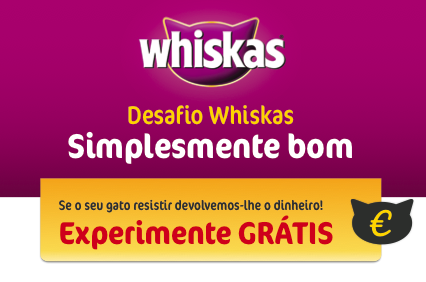 whiskas
Desafio Whiskas
Simplesmente bom
Se o seu gato resistir devolvemos-lhe o dinheiro!
Experimente GRÁTIS
€